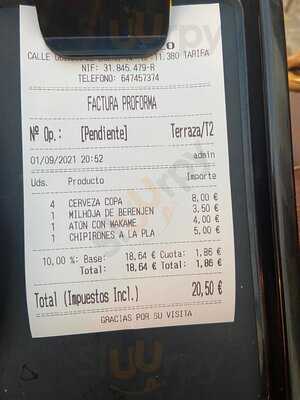 CALLE 11.380 TARIFA
NIF: 31.845.479-R
TELEFONO: 647457374
FACTURA PROFORMA
Nº Op.: [Pendiente] Terraza/T2
01/09/2021 20:52 admin
Uds. Producto Importe
4 CERVEZA COPA 8,00 €
1 MILHOJA DE BERENJEN 3,50 €
1 ATÚN CON WAKAME 4,00 €
1 CHIPIRONES A LA PLA 5,00 €
10,00 %: Base: 18,64 € Cuota: 1,86 €
Total: 18,64 € Total: 1,86 €
Total (Impuestos Incl.) 20,50 €
GRACIAS POR SU VISITA